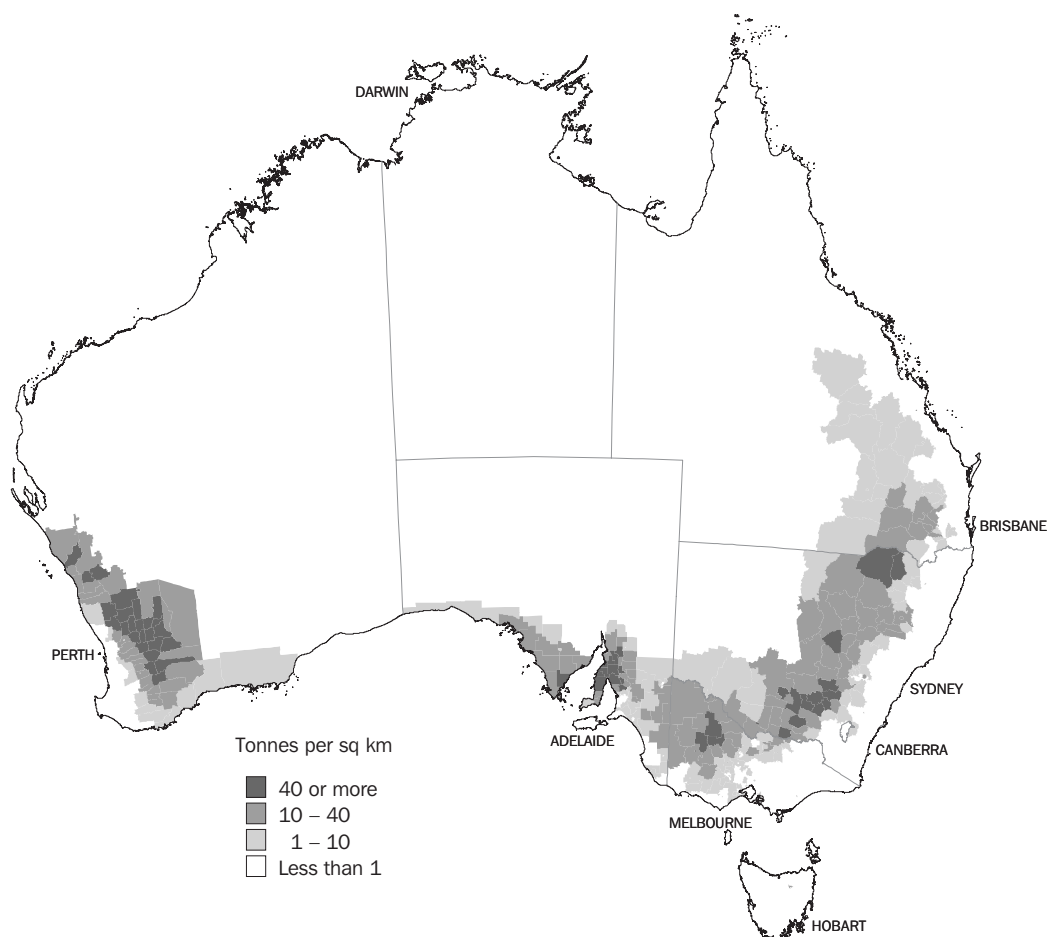 DARWIN
BRISBANE
PERTH
SYDNEY
ADELAIDE
CANBERRA
MELBOURNE
HOBART
Tonnes per sq km
40 or more
10 – 40
1 – 10
Less than 1